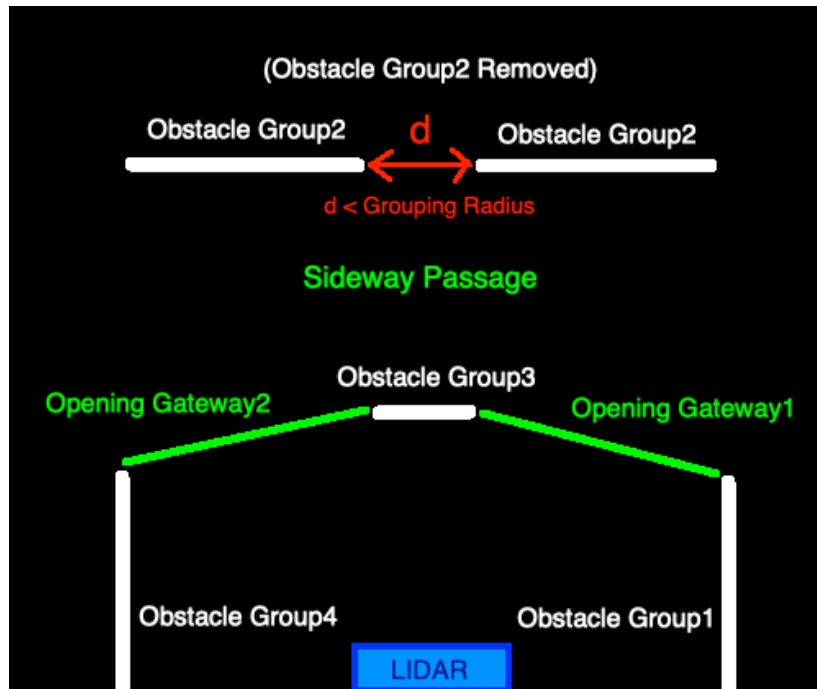 (Obstacle Group2 Removed)
Obstacle Group2
d
Obstacle Group2
d < Grouping Radius
Sideway Passage
Obstacle Group3
Opening Gateway2
Opening Gateway1
Obstacle Group4
Obstacle Group1
LIDAR